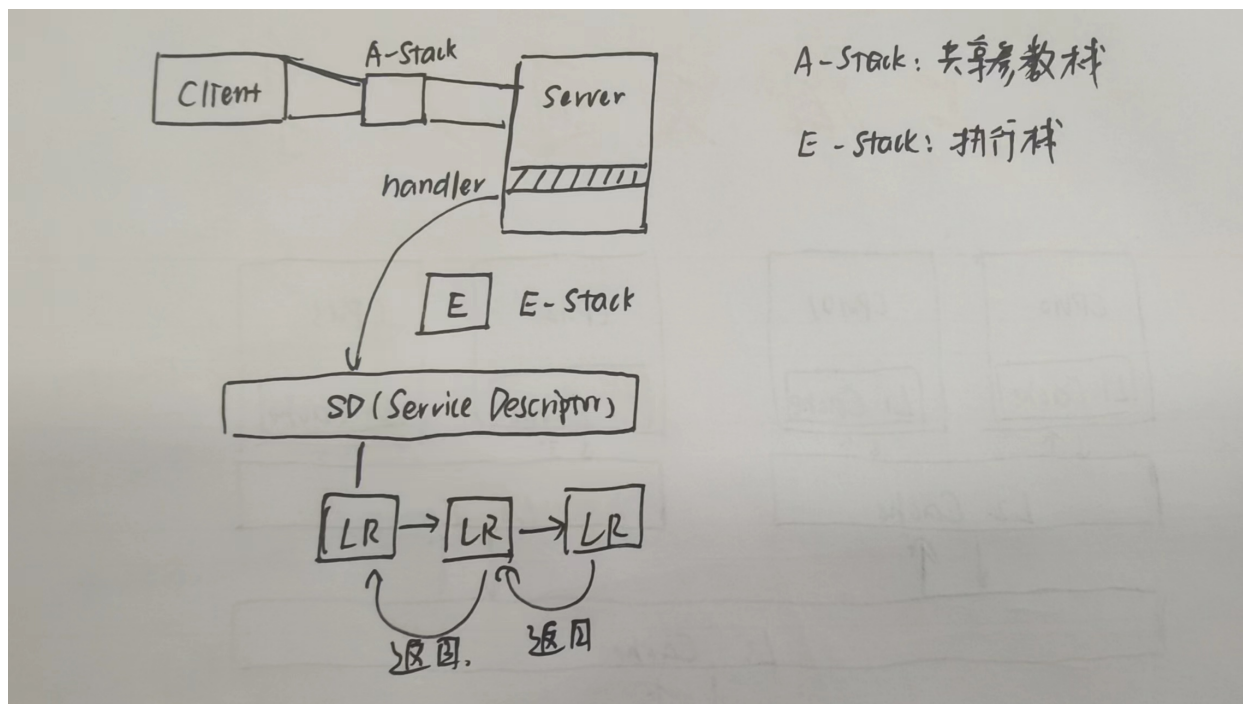 A-Stack
Client
Server
handler
E
E-Stack
SD (Service Descriptor)
LR
LR
LR
返回.
返回
A-Stack: 共享参数栈
E-Stack: 执行栈